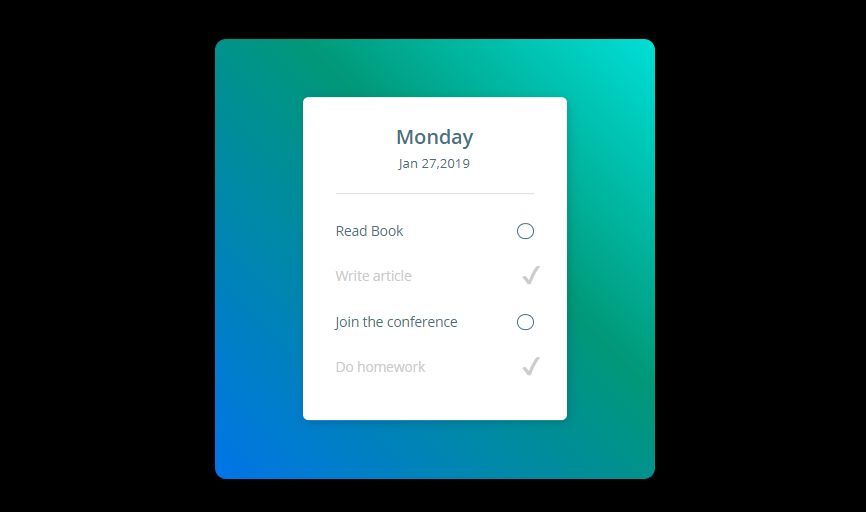 Monday
Jan 27,2019
Read Book
Write article
Join the conference
Do homework